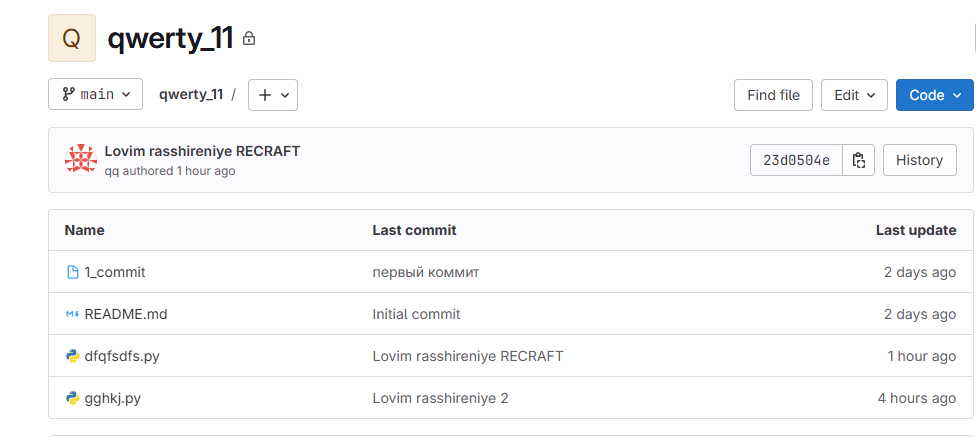 Q qwerty_11
main qwerty_11 / + Find file Edit Code
Lovim rasshireniye RECRAFT
qq authored 1 hour ago
23d0504e History
Name Last commit Last update
1_commit первый коммит 2 days ago
README.md Initial commit 2 days ago
dfqfsdfs.py Lovim rasshireniye RECRAFT 1 hour ago
gghkj.py Lovim rasshireniye 2 4 hours ago